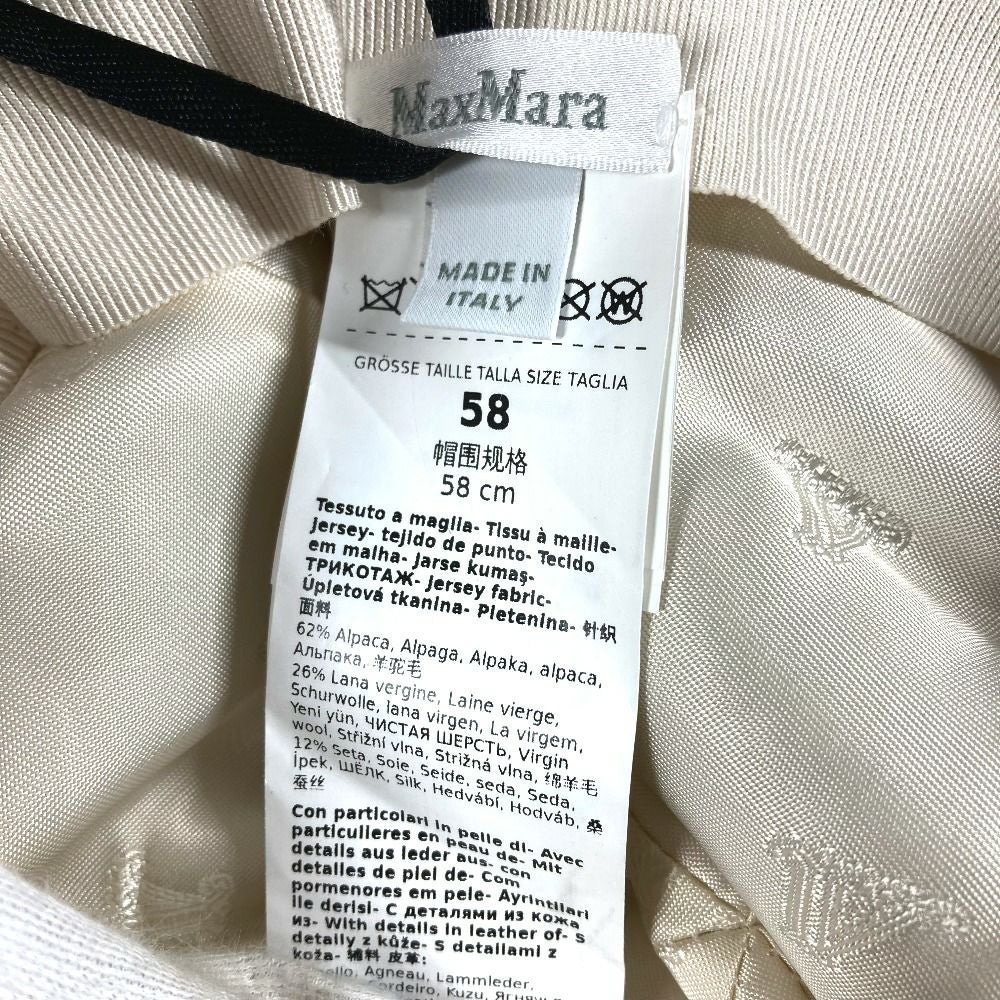 MaxMara
MADE IN
ITALY
GRÖSSE TAILLE TALLA SIZE TAGLIA
58
帽围规格
58 cm
Tessuto a maglia- Tissu à maille-
Jersey- tejido de punto- Tecido
em malha- Jarse kumaş-
ТРИКОТАЖ- Jersey fabric-
Úpletová tkanina- Pletenina- 针织
面料
62% Alpaca, Alpaga, Alpaka, alpaca,
Альпака, 羊驼毛
26% Lana vergine, Laine vierge,
Schurwolle, lana virgen, La virgem,
Yeni yün, ЧИСТАЯ ШЕРСТЬ, Virgin
wool, Střižní vlna, Strižná vlna, 绵羊毛
12% Seta, Soie, Seide, seda, Seda,
İpek, ШЁЛК, Silk, Hedvábí, Hodváb, 桑
蚕丝
Con particolari in pelle di- Avec
particulieres en peau de- Mit
details aus leder aus- con
detalles de piel de- Com
pormenores em pele- Ayrintilari
ile derisi- С ДЕТАЛЯМИ ИЗ КОЖИ
ИЗ- With details in leather of- S
detaily z kůže- S detailami z
koža- 辅料 皮革:
Agneau, Lammleder,
Cordeiro, Kuzu,